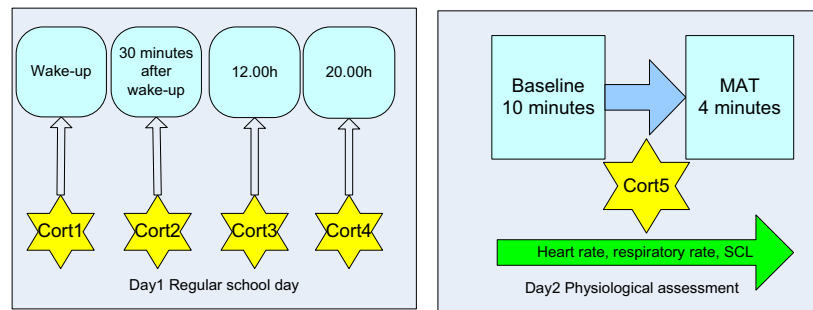 Wake-up
30 minutes
after
wake-up
12.00h
20.00h
Cort1
Cort2
Cort3
Cort4
Day1 Regular school day
Baseline
10 minutes
MAT
4 minutes
Cort5
Heart rate, respiratory rate, SCL
Day2 Physiological assessment